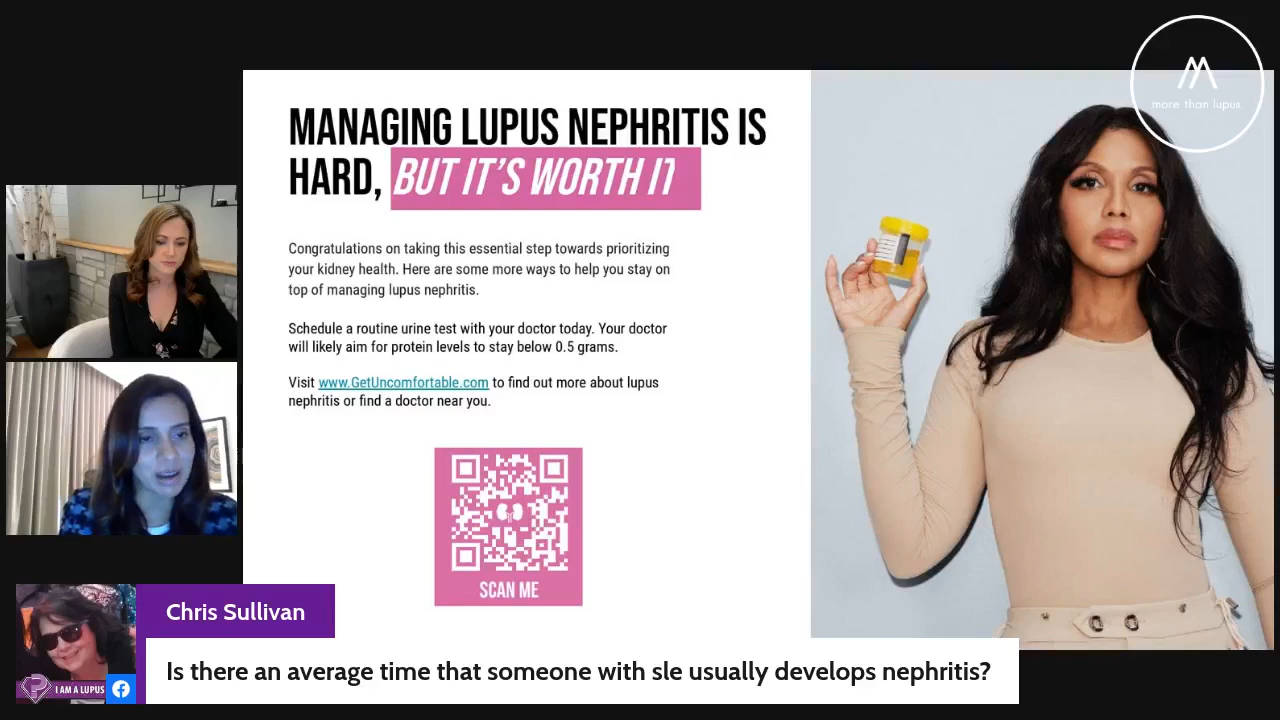 more than lupus
MANAGING LUPUS NEPHRITIS IS
HARD, BUT IT'S WORTH IT
Congratulations on taking this essential step towards prioritizing
your kidney health. Here are some more ways to help you stay on
top of managing lupus nephritis.
Schedule a routine urine test with your doctor today. Your doctor
will likely aim for protein levels to stay below 0.5 grams.
Visit www.GetUncomfortable.com to find out more about lupus
nephritis or find a doctor near you.
SCAN ME
Chris Sullivan
I AM A LUPUS
Is there an average time that someone with sle usually develops nephritis?